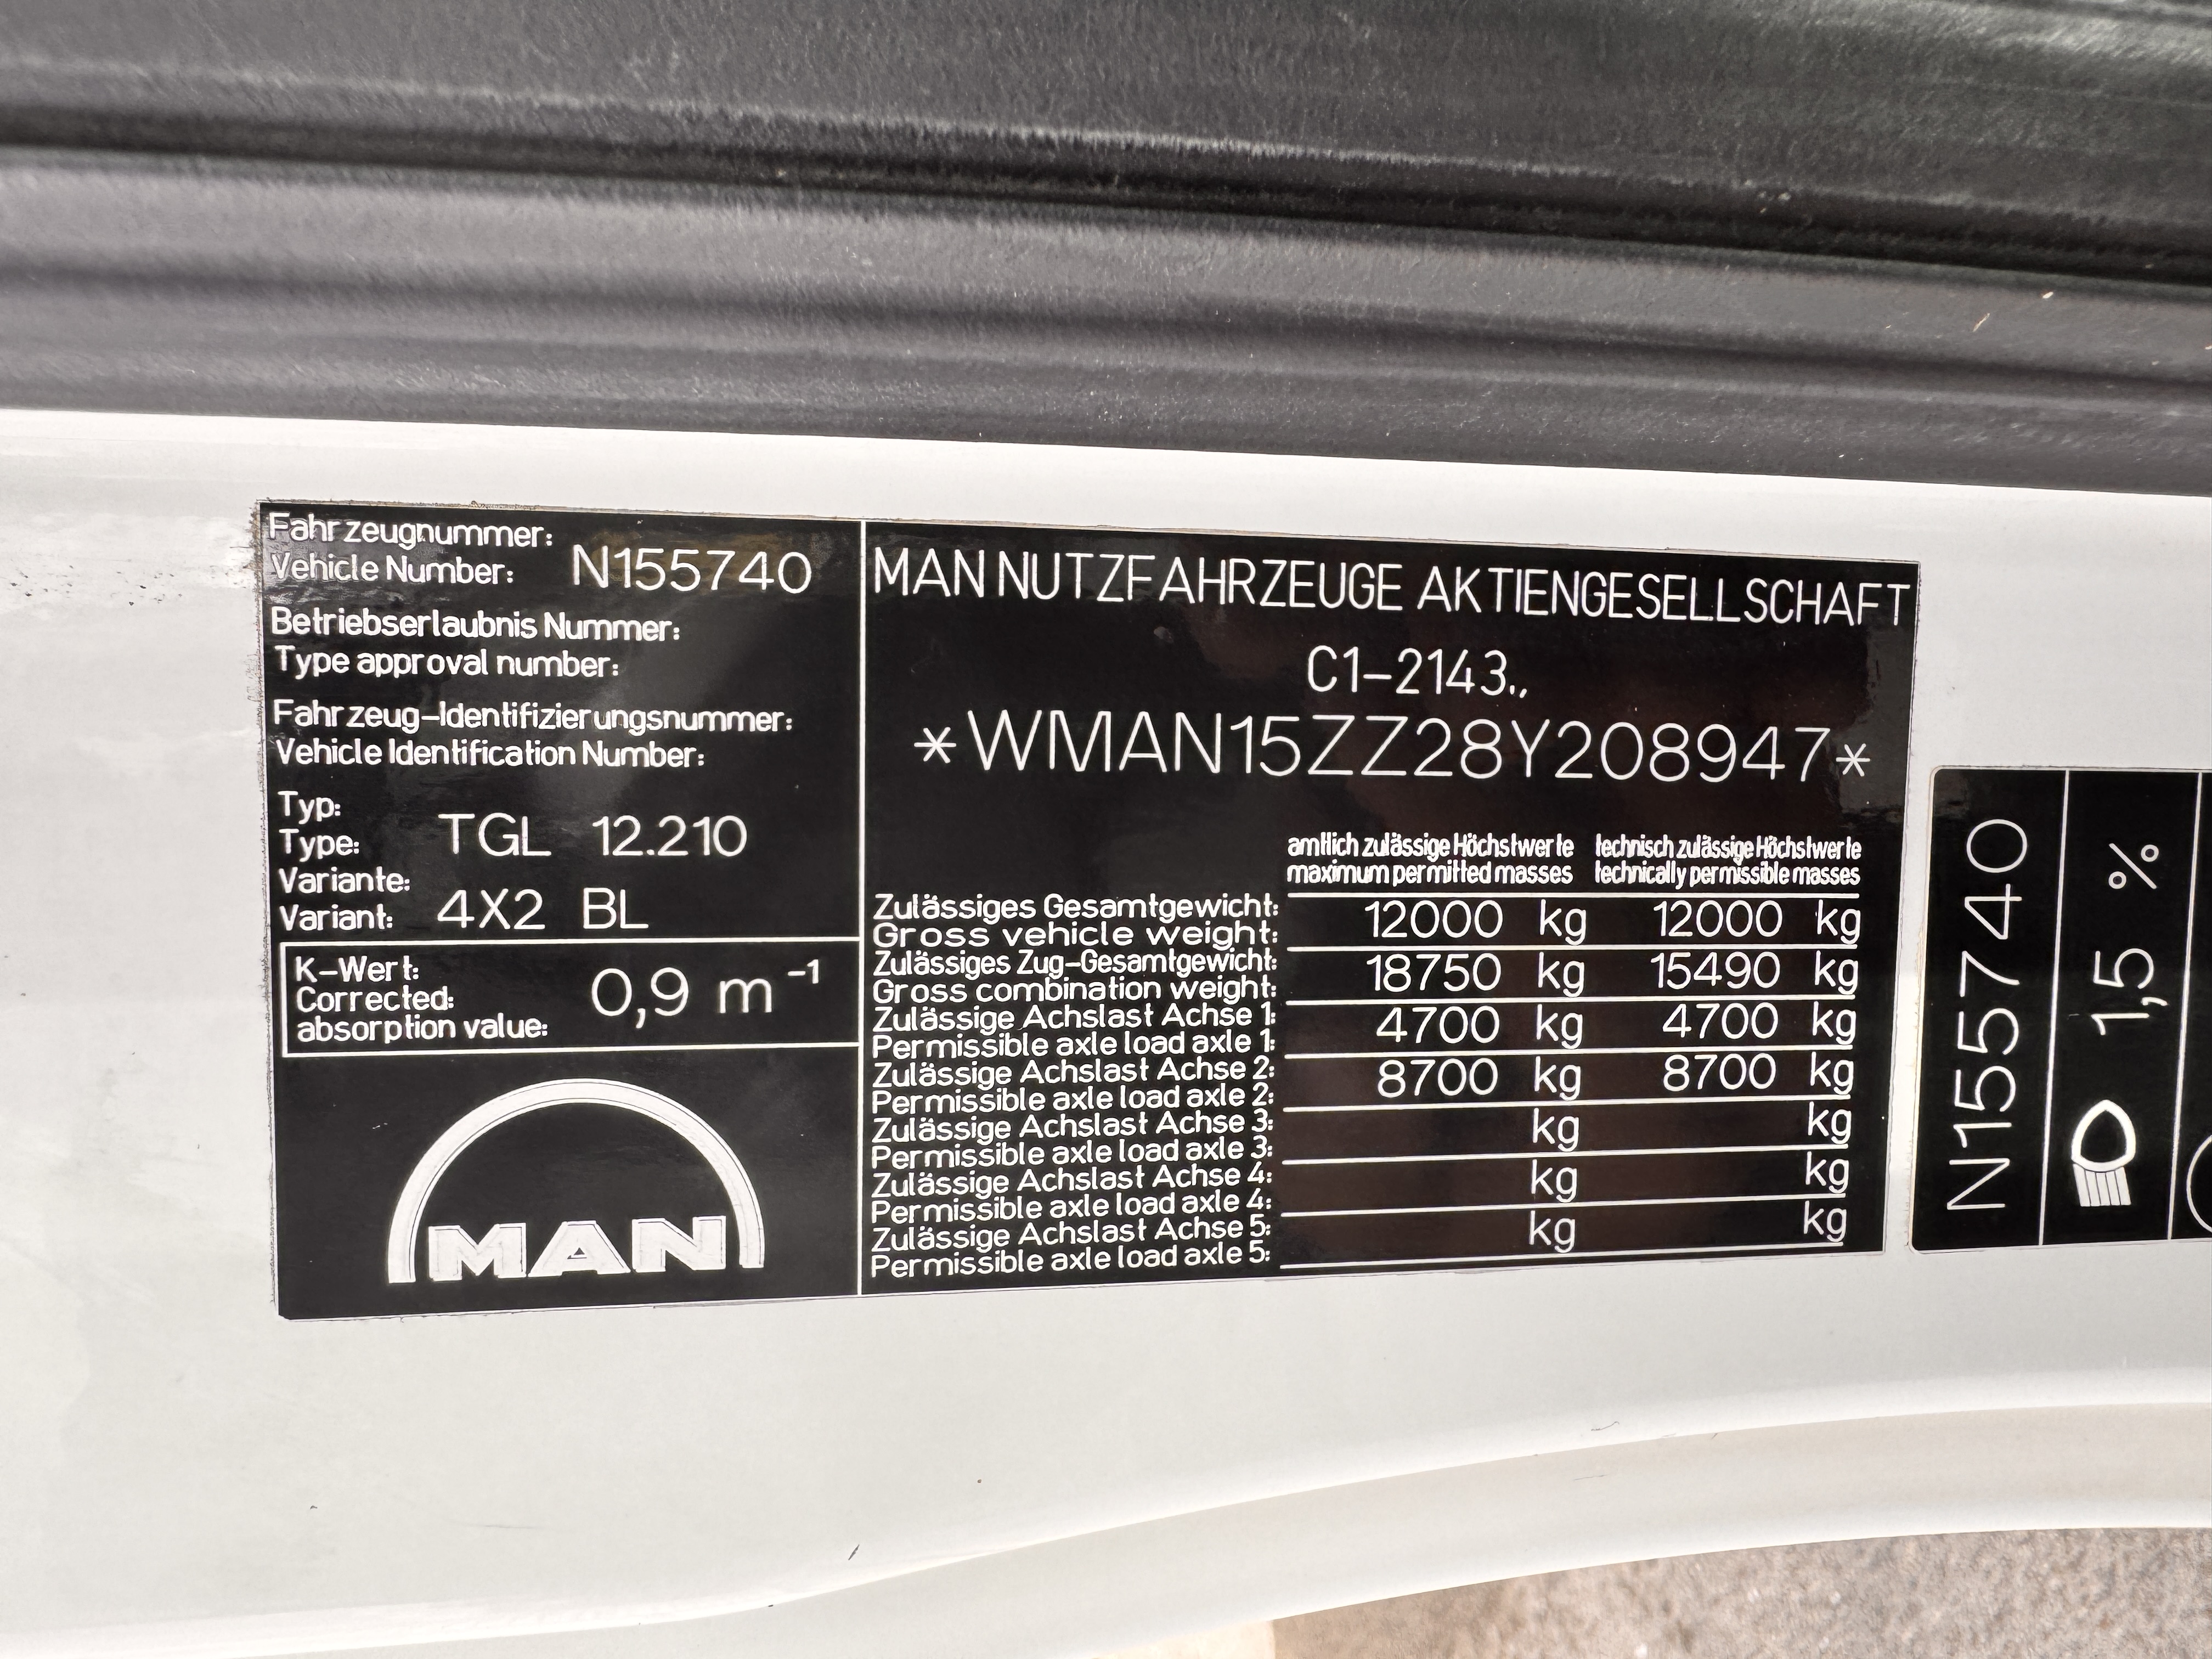 Fahrzeugnummer:
Vehicle Number: N155740
Betriebserlaubnis Nummer:
Type approval number:
Fahrzeug-Identifizierungsnummer:
Vehicle Identification Number:
Typ:
Type: TGL 12.210
Variante:
Variant: 4X2 BL
K-Wert:
Corrected:
absorption value: 0,9 m⁻¹
MAN
MAN NUTZFAHRZEUGE AKTIENGESELLSCHAFT
C1-2143.,
*WMAN15ZZ28Y208947*
amtlich zulässige Höchstwerte technisch zulässige Höchstwerte
maximum permitted masses technically permissible masses
Zulässiges Gesamtgewicht:
Gross vehicle weight: 12000 kg 12000 kg
Zulässiges Zug-Gesamtgewicht:
Gross combination weight: 18750 kg 15490 kg
Zulässige Achslast Achse 1:
Permissible axle load axle 1: 4700 kg 4700 kg
Zulässige Achslast Achse 2:
Permissible axle load axle 2: 8700 kg 8700 kg
Zulässige Achslast Achse 3:
Permissible axle load axle 3: kg kg
Zulässige Achslast Achse 4:
Permissible axle load axle 4: kg kg
Zulässige Achslast Achse 5:
Permissible axle load axle 5: kg kg
N155740
1,5 %